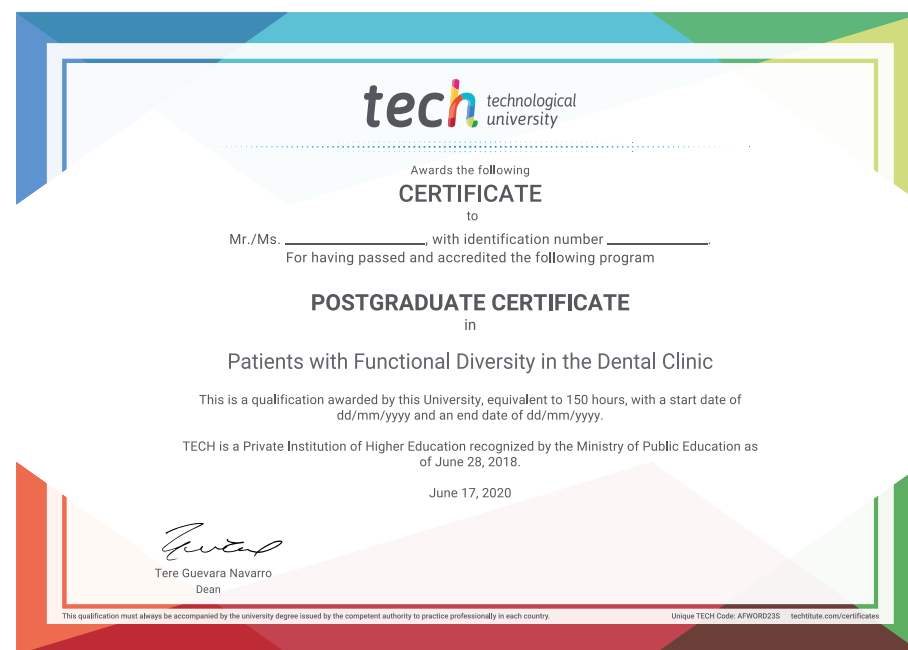 tech technological
university
Awards the following
CERTIFICATE
to
Mr./Ms. ____________________, with identification number ______________.
For having passed and accredited the following program
POSTGRADUATE CERTIFICATE
in
Patients with Functional Diversity in the Dental Clinic
This is a qualification awarded by this University, equivalent to 150 hours, with a start date of
dd/mm/yyyy and an end date of dd/mm/yyyy.
TECH is a Private Institution of Higher Education recognized by the Ministry of Public Education as
of June 28, 2018.
June 17, 2020
Tere Guevara Navarro
Dean
This qualification must always be accompanied by the university degree issued by the competent authority to practice professionally in each country. Unique TECH Code: AFWORD23S techtitute.com/certificates